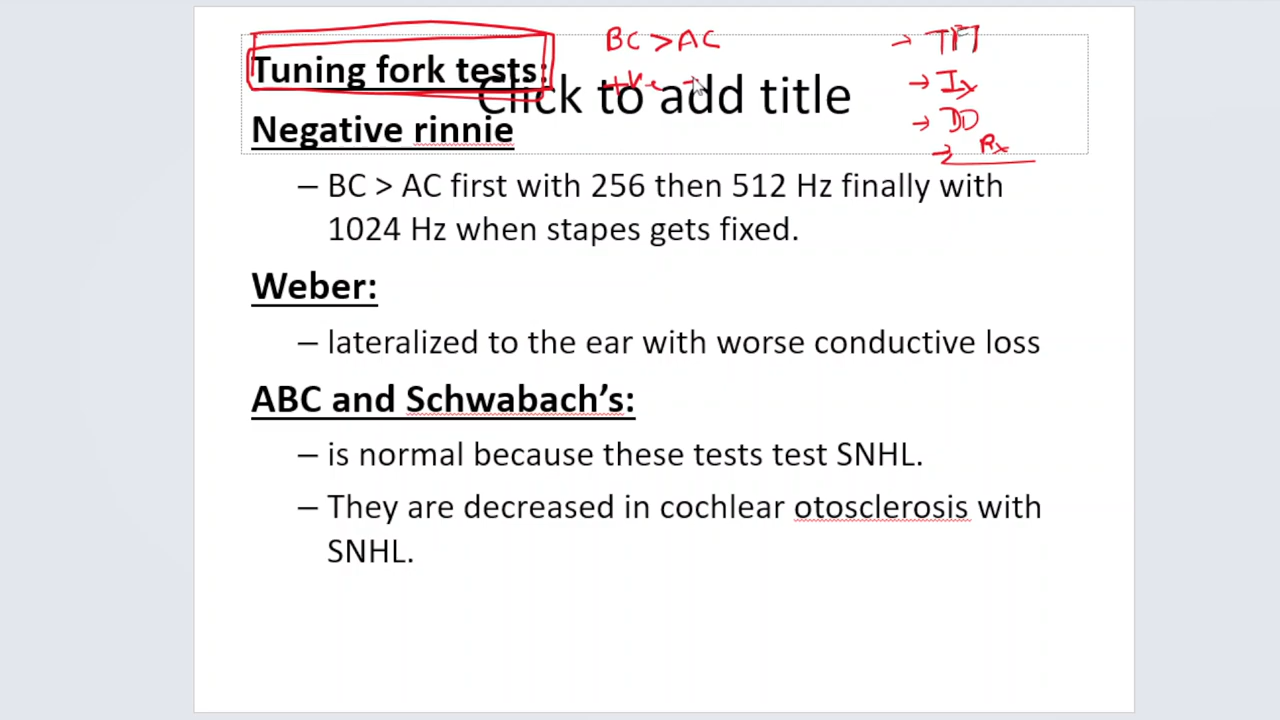 BC > AC
→ TFT
Tuning fork tests:
+ve -
→ Ix
Click to add title
→ DD
Negative rinnie
→ Rx
– BC > AC first with 256 then 512 Hz finally with
1024 Hz when stapes gets fixed.
Weber:
– lateralized to the ear with worse conductive loss
ABC and Schwabach’s:
– is normal because these tests test SNHL.
– They are decreased in cochlear otosclerosis with
SNHL.